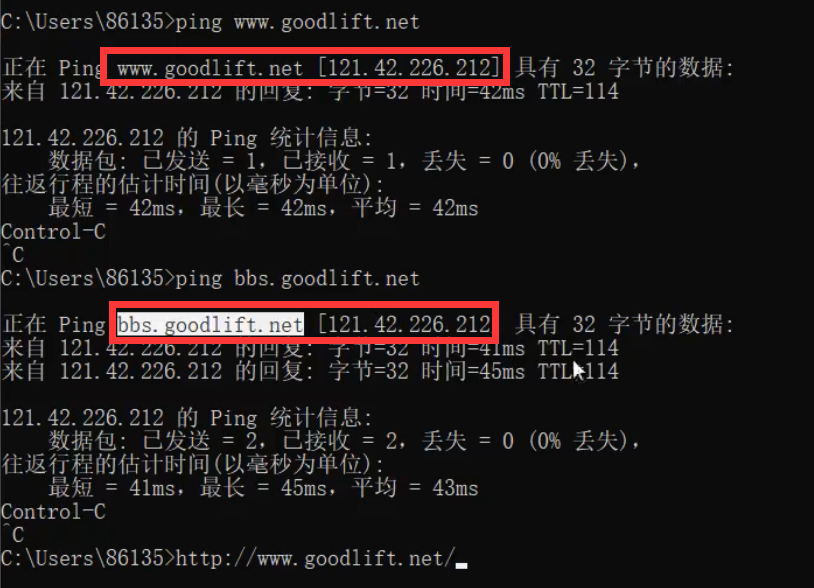 C:\Users\86135>ping www.goodlift.net
正在 Ping www.goodlift.net [121.42.226.212] 具有 32 字节的数据:
来自 121.42.226.212 的回复: 字节=32 时间=42ms TTL=114
121.42.226.212 的 Ping 统计信息:
数据包: 已发送 = 1，已接收 = 1，丢失 = 0 (0% 丢失)，
往返行程的估计时间(以毫秒为单位):
最短 = 42ms，最长 = 42ms，平均 = 42ms
Control-C
^C
C:\Users\86135>ping bbs.goodlift.net
正在 Ping bbs.goodlift.net [121.42.226.212] 具有 32 字节的数据:
来自 121.42.226.212 的回复: 字节=32 时间=41ms TTL=114
来自 121.42.226.212 的回复: 字节=32 时间=45ms TTL=114
121.42.226.212 的 Ping 统计信息:
数据包: 已发送 = 2，已接收 = 2，丢失 = 0 (0% 丢失)，
往返行程的估计时间(以毫秒为单位):
最短 = 41ms，最长 = 45ms，平均 = 43ms
Control-C
^C
C:\Users\86135>http://www.goodlift.net/